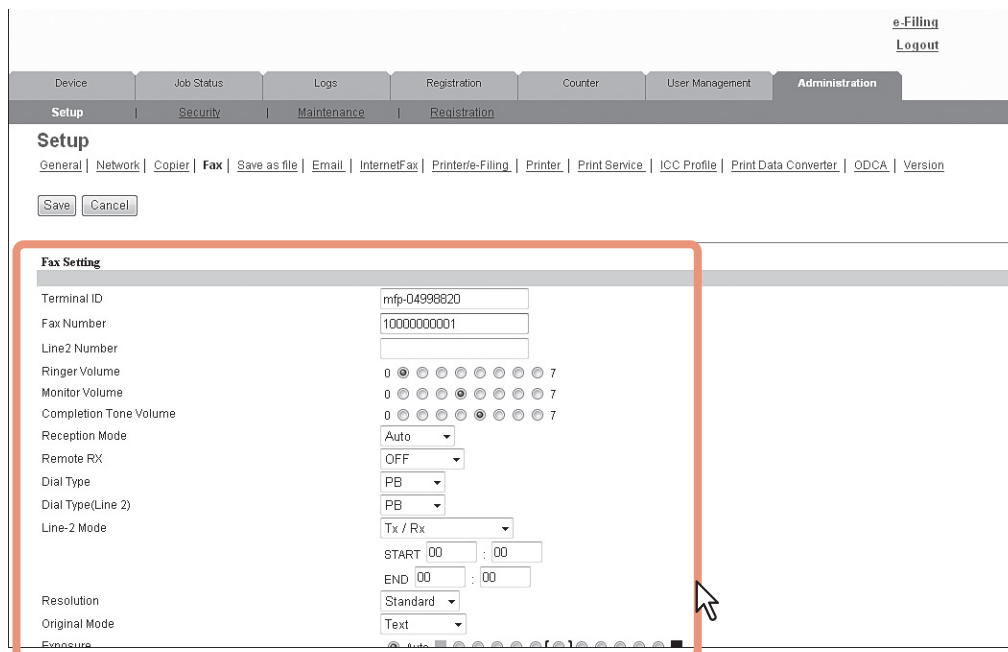 e-Filing
Logout
Device Job Status Logs Registration Counter User Management Administration
Setup | Security | Maintenance | Registration
Setup
General | Network | Copier | Fax | Save as file | Email | InternetFax | Printer/e-Filing | Printer | Print Service | ICC Profile | Print Data Converter | ODCA | Version
Save Cancel
Fax Setting
Terminal ID mfp-04998820
Fax Number 10000000001
Line2 Number
Ringer Volume 0 7
Monitor Volume 0 7
Completion Tone Volume 0 7
Reception Mode Auto
Remote RX OFF
Dial Type PB
Dial Type(Line 2) PB
Line-2 Mode Tx / Rx
START 00 : 00
END 00 : 00
Resolution Standard
Original Mode Text
Exposure Auto